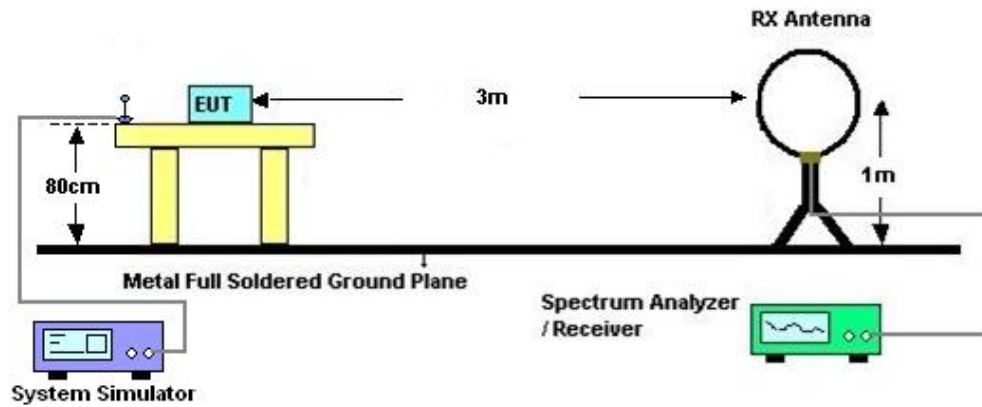 RX Antenna
EUT
3m
80cm
1m
Metal Full Soldered Ground Plane
Spectrum Analyzer
/ Receiver
System Simulator